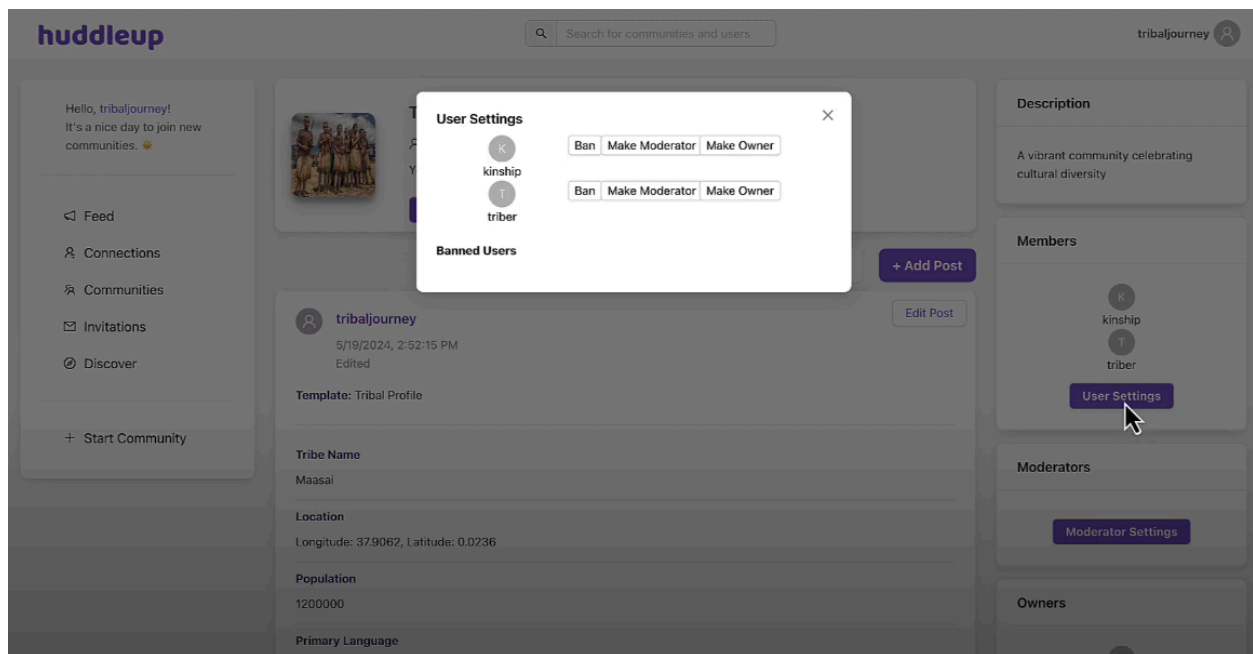 huddleup
Search for communities and users
tribaljourney
Hello, tribaljourney!
It's a nice day to join new
communities.
Feed
Connections
Communities
Invitations
Discover
+ Start Community
User Settings
K
kinship
Ban Make Moderator Make Owner
T
triber
Ban Make Moderator Make Owner
Banned Users
+ Add Post
tribaljourney
Edit Post
5/19/2024, 2:52:15 PM
Edited
Template: Tribal Profile
Tribe Name
Maasai
Location
Longitude: 37.9062, Latitude: 0.0236
Population
1200000
Primary Language
Description
A vibrant community celebrating
cultural diversity
Members
K
kinship
T
triber
User Settings
Moderators
Moderator Settings
Owners